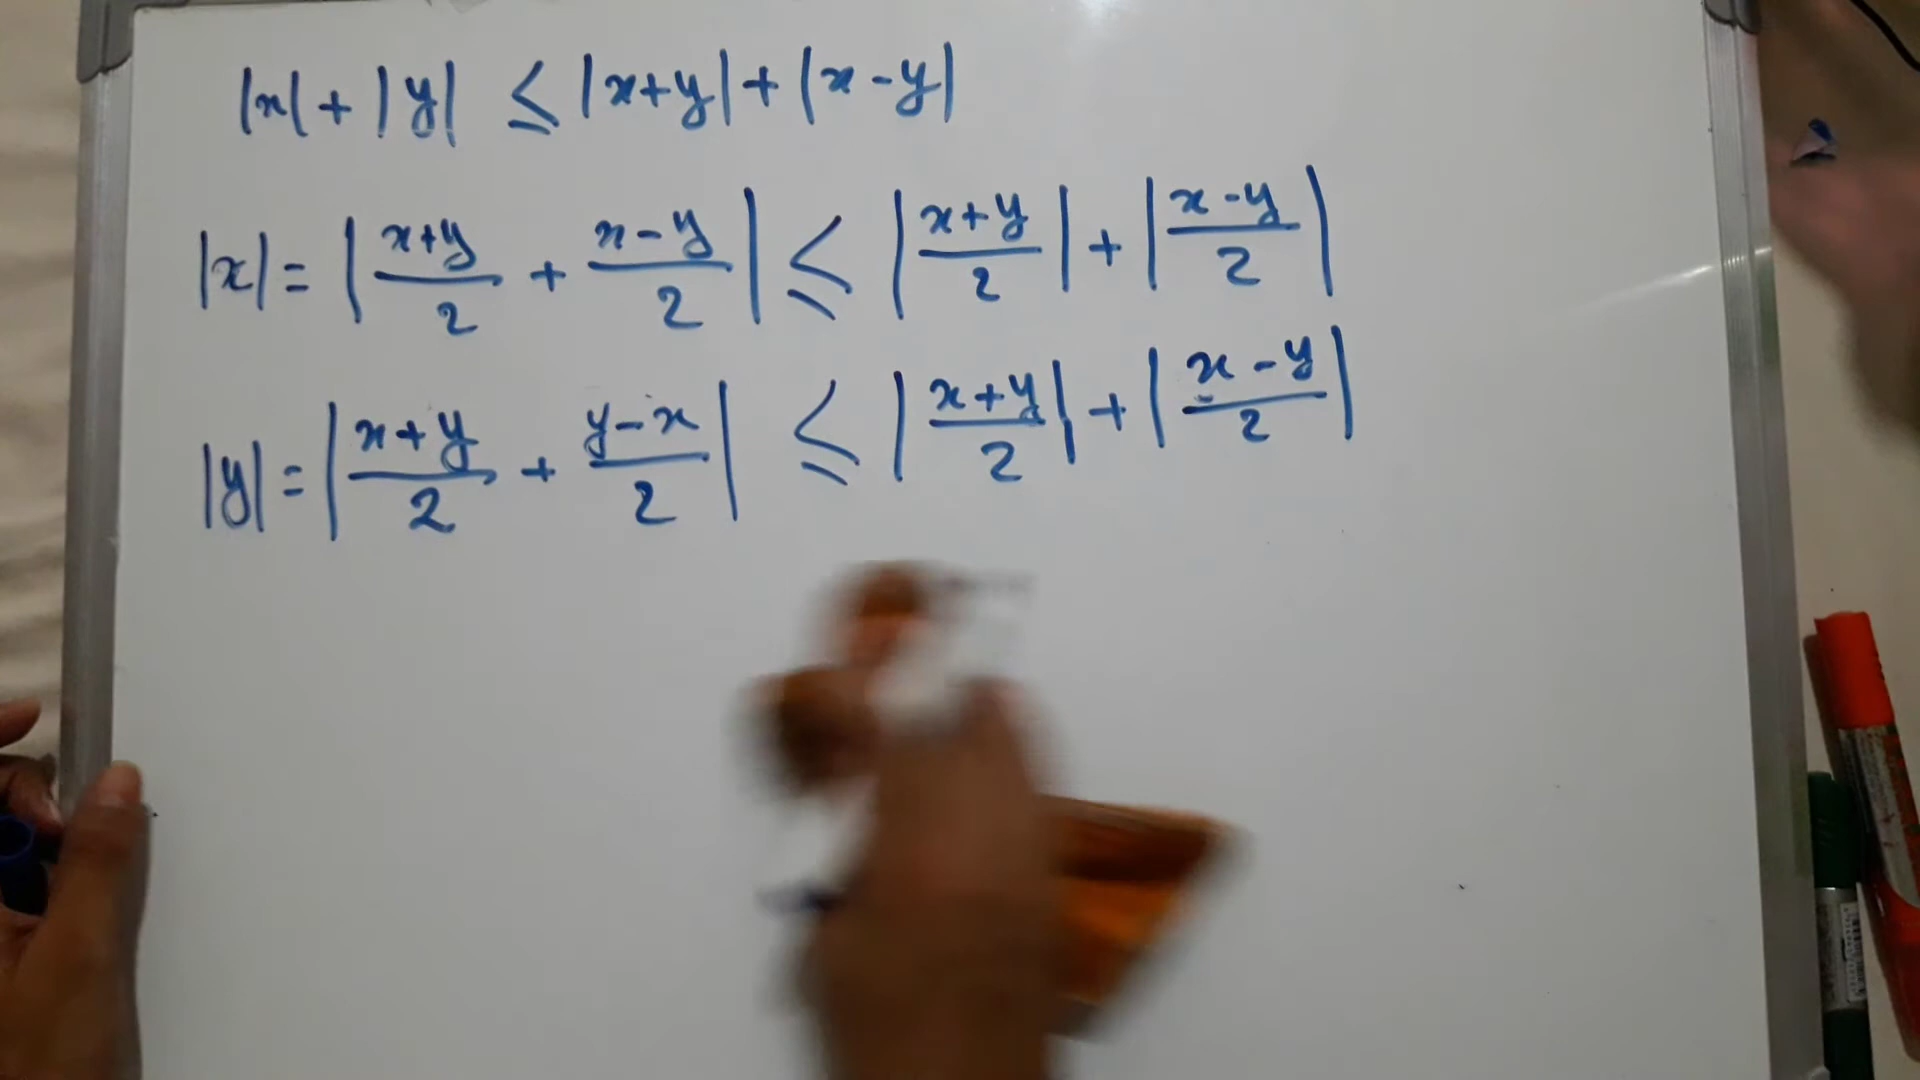 |x| + |y| ≤ |x+y| + |x-y|
|x| = |x+y/2 + x-y/2| ≤ |x+y/2| + |x-y/2|
|y| = |x+y/2 + y-x/2| ≤ |x+y/2| + |x-y/2|